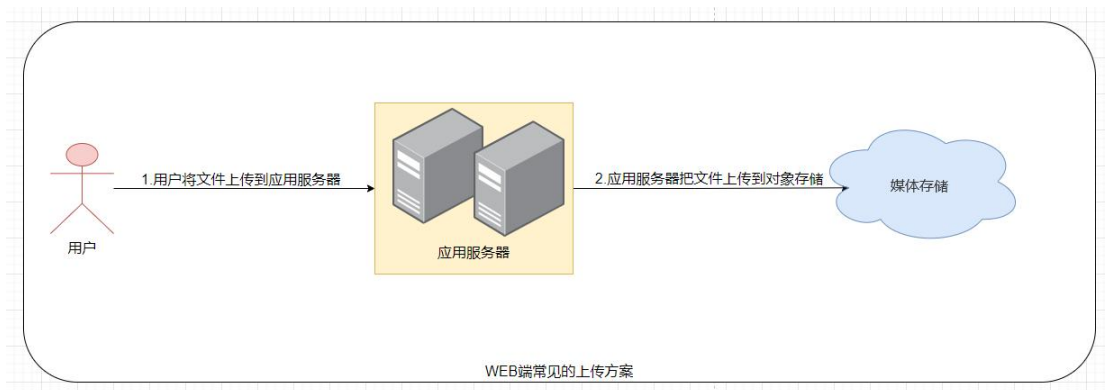 1.用户将文件上传到应用服务器
2.应用服务器把文件上传到对象存储
媒体存储
用户
应用服务器
WEB端常见的上传方案